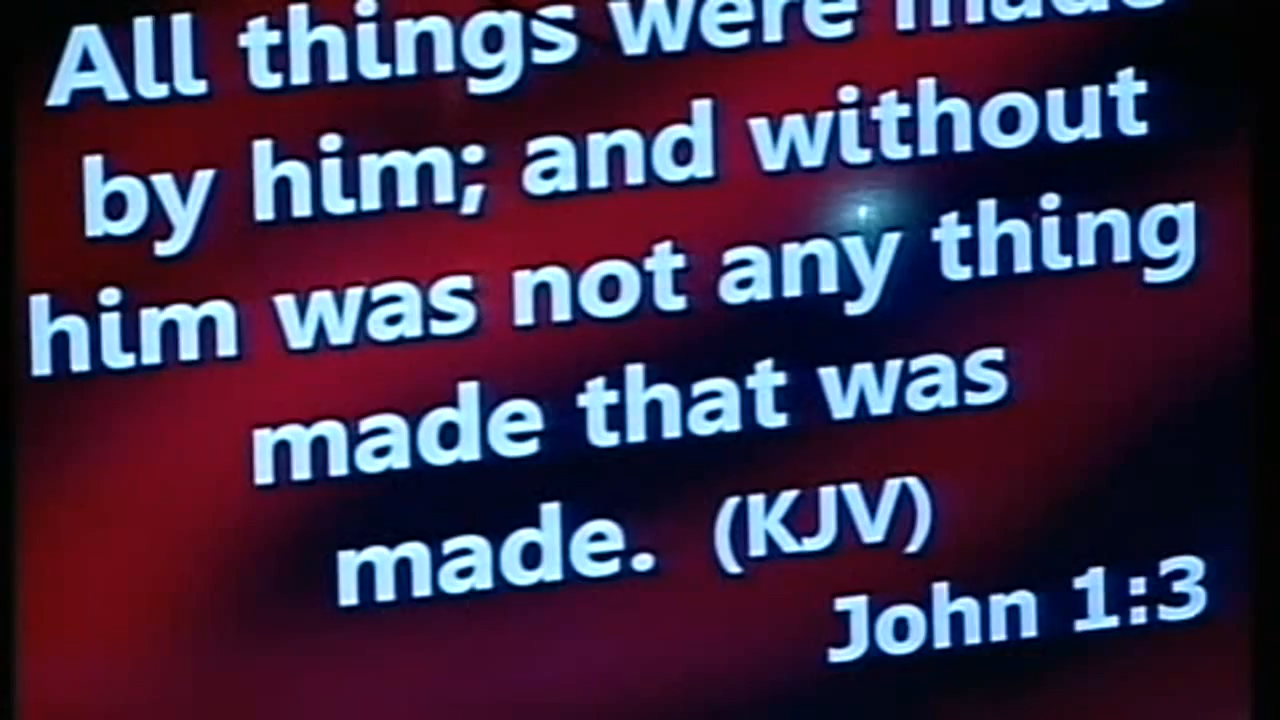 All things were made
by him; and without
him was not any thing
made that was
made. (KJV)
John 1:3